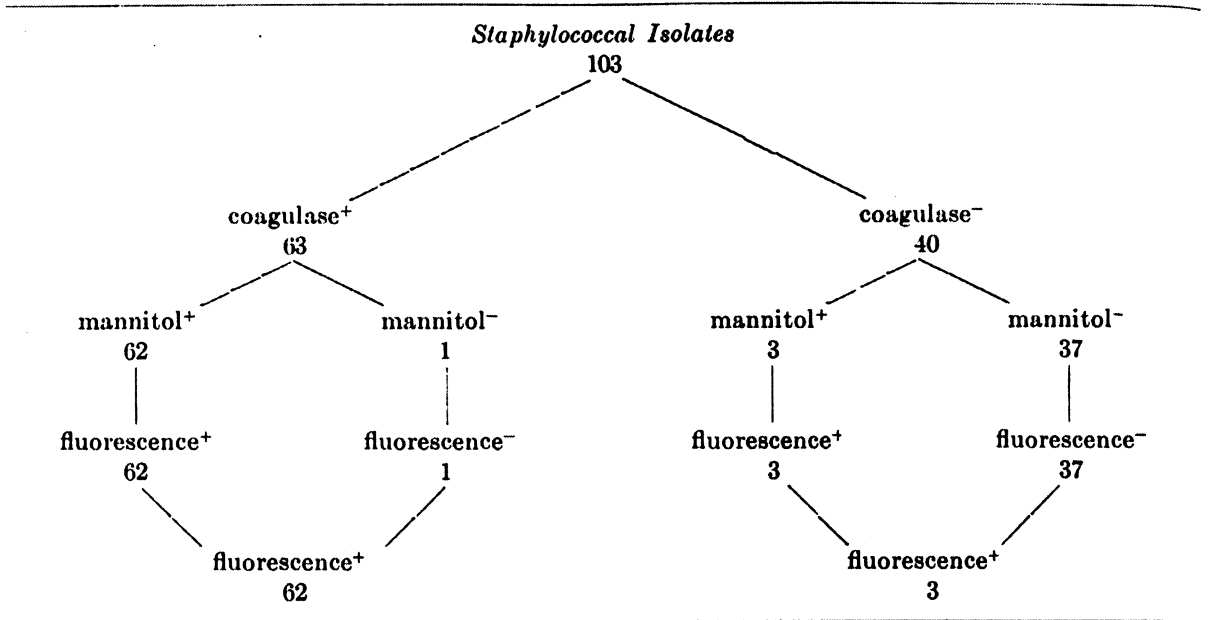 Staphylococcal Isolates
103
coagulase+ coagulase−
63 40
mannitol+ mannitol− mannitol+ mannitol−
62 1 3 37
fluorescence+ fluorescence− fluorescence+ fluorescence−
62 1 3 37
fluorescence+ fluorescence+
62 3